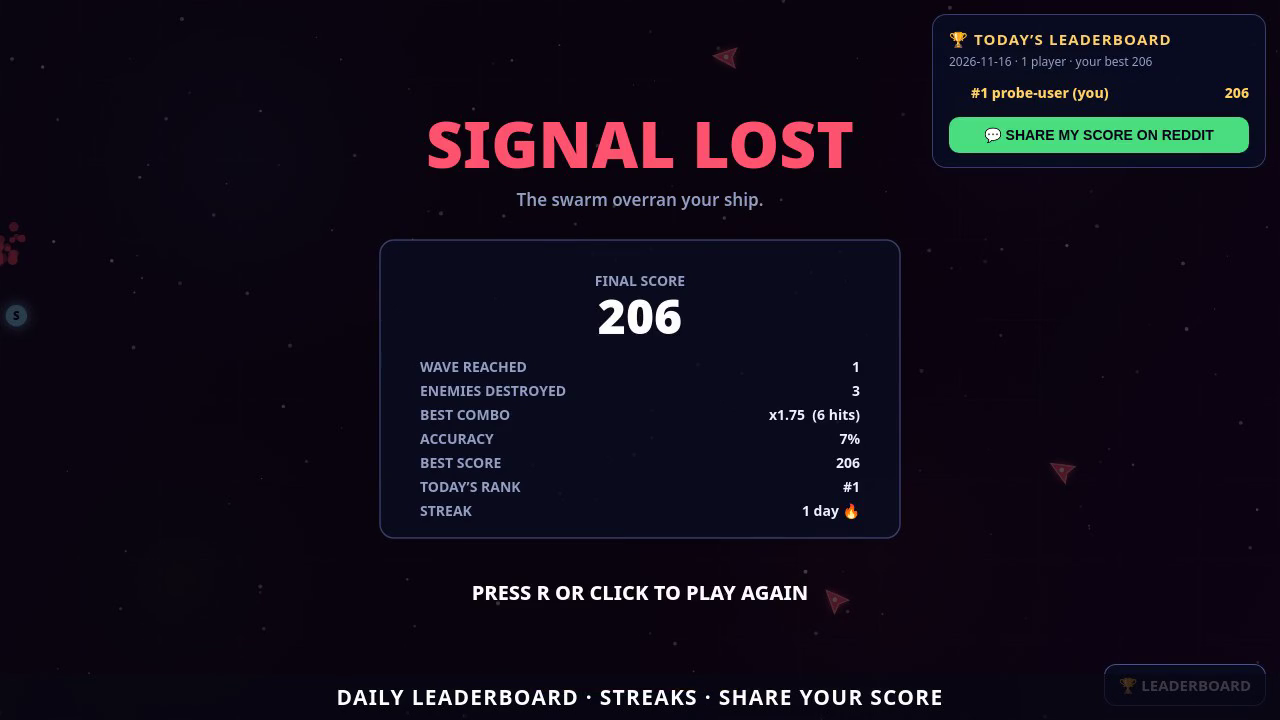 🏆 TODAY’S LEADERBOARD
2026-11-16 · 1 player · your best 206
#1 probe-user (you) 206
💬 SHARE MY SCORE ON REDDIT
SIGNAL LOST
The swarm overran your ship.
S
FINAL SCORE
206
WAVE REACHED 1
ENEMIES DESTROYED 3
BEST COMBO x1.75 (6 hits)
ACCURACY 7%
BEST SCORE 206
TODAY’S RANK #1
STREAK 1 day 🔥
PRESS R OR CLICK TO PLAY AGAIN
🏆 LEADERBOARD
DAILY LEADERBOARD · STREAKS · SHARE YOUR SCORE